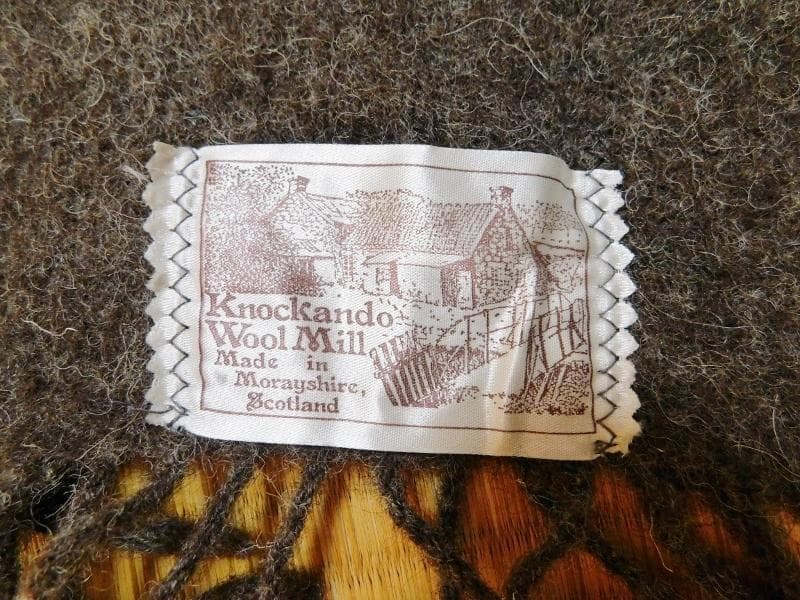 Knockando
Wool Mill
Made in
Morayshire,
Scotland